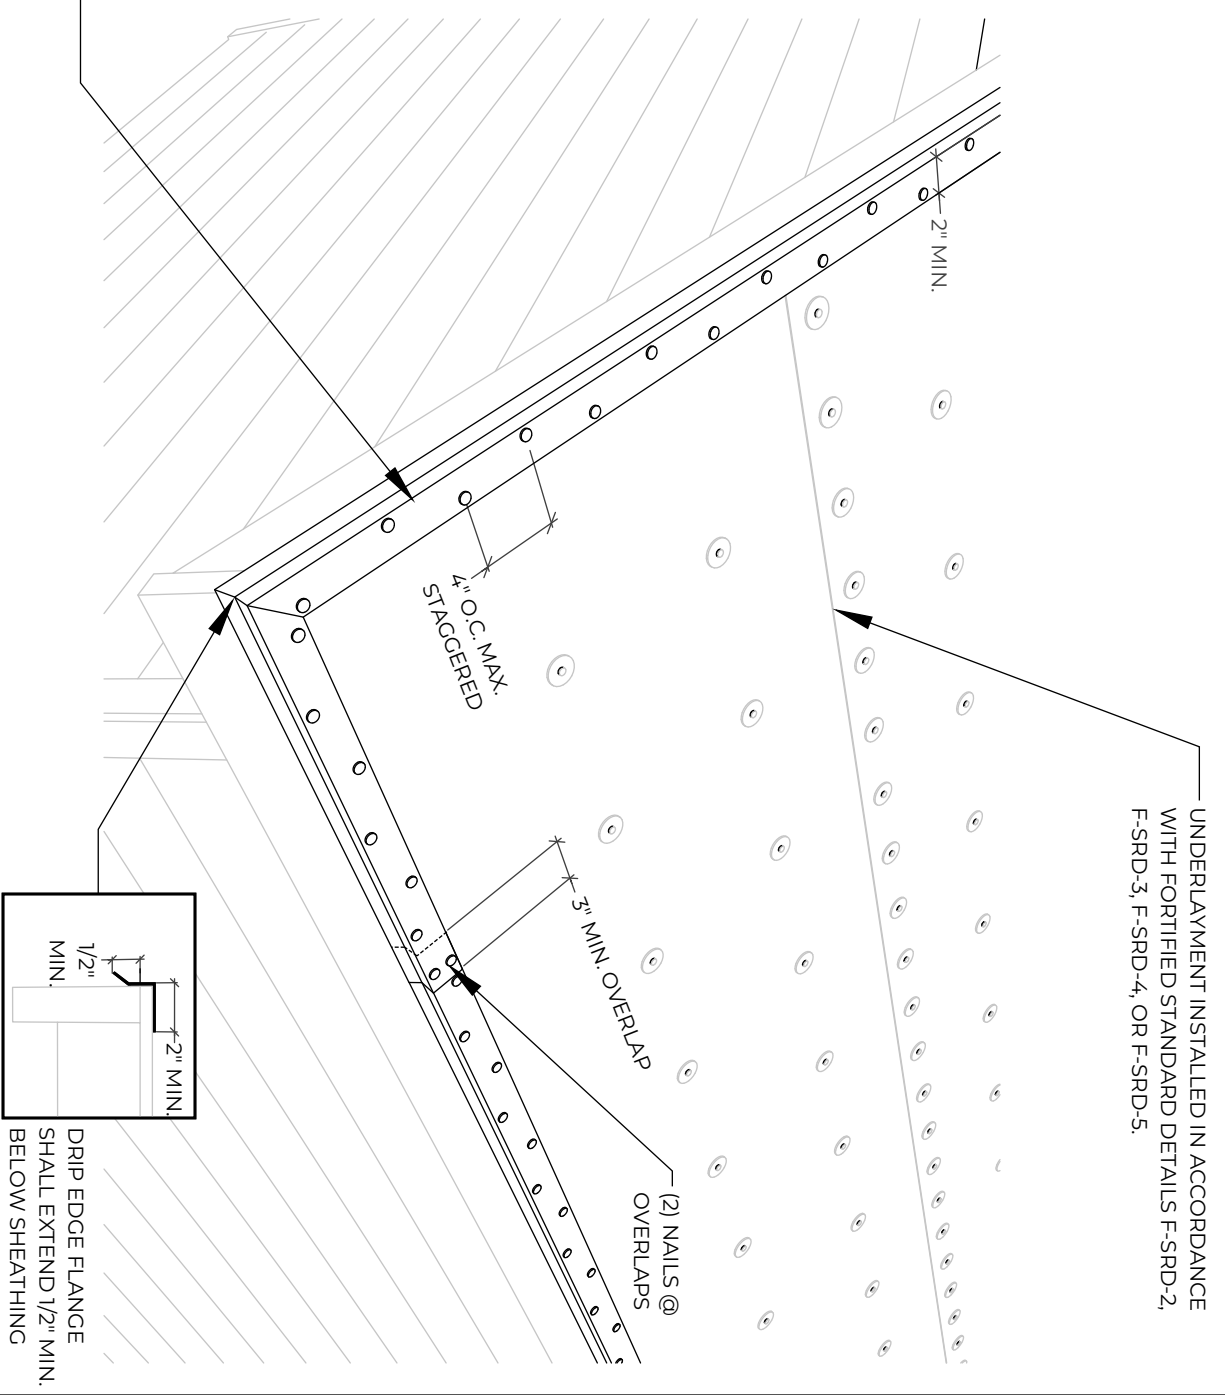 UNDERLAYMENT INSTALLED IN ACCORDANCE
WITH FORTIFIED STANDARD DETAILS F-SRD-2,
F-SRD-3, F-SRD-4, OR F-SRD-5.
2" MIN.
4" O.C. MAX.
STAGGERED
3" MIN. OVERLAP
(2) NAILS @
OVERLAPS
2" MIN.
1/2"
MIN.
DRIP EDGE FLANGE
SHALL EXTEND 1/2" MIN.
BELOW SHEATHING